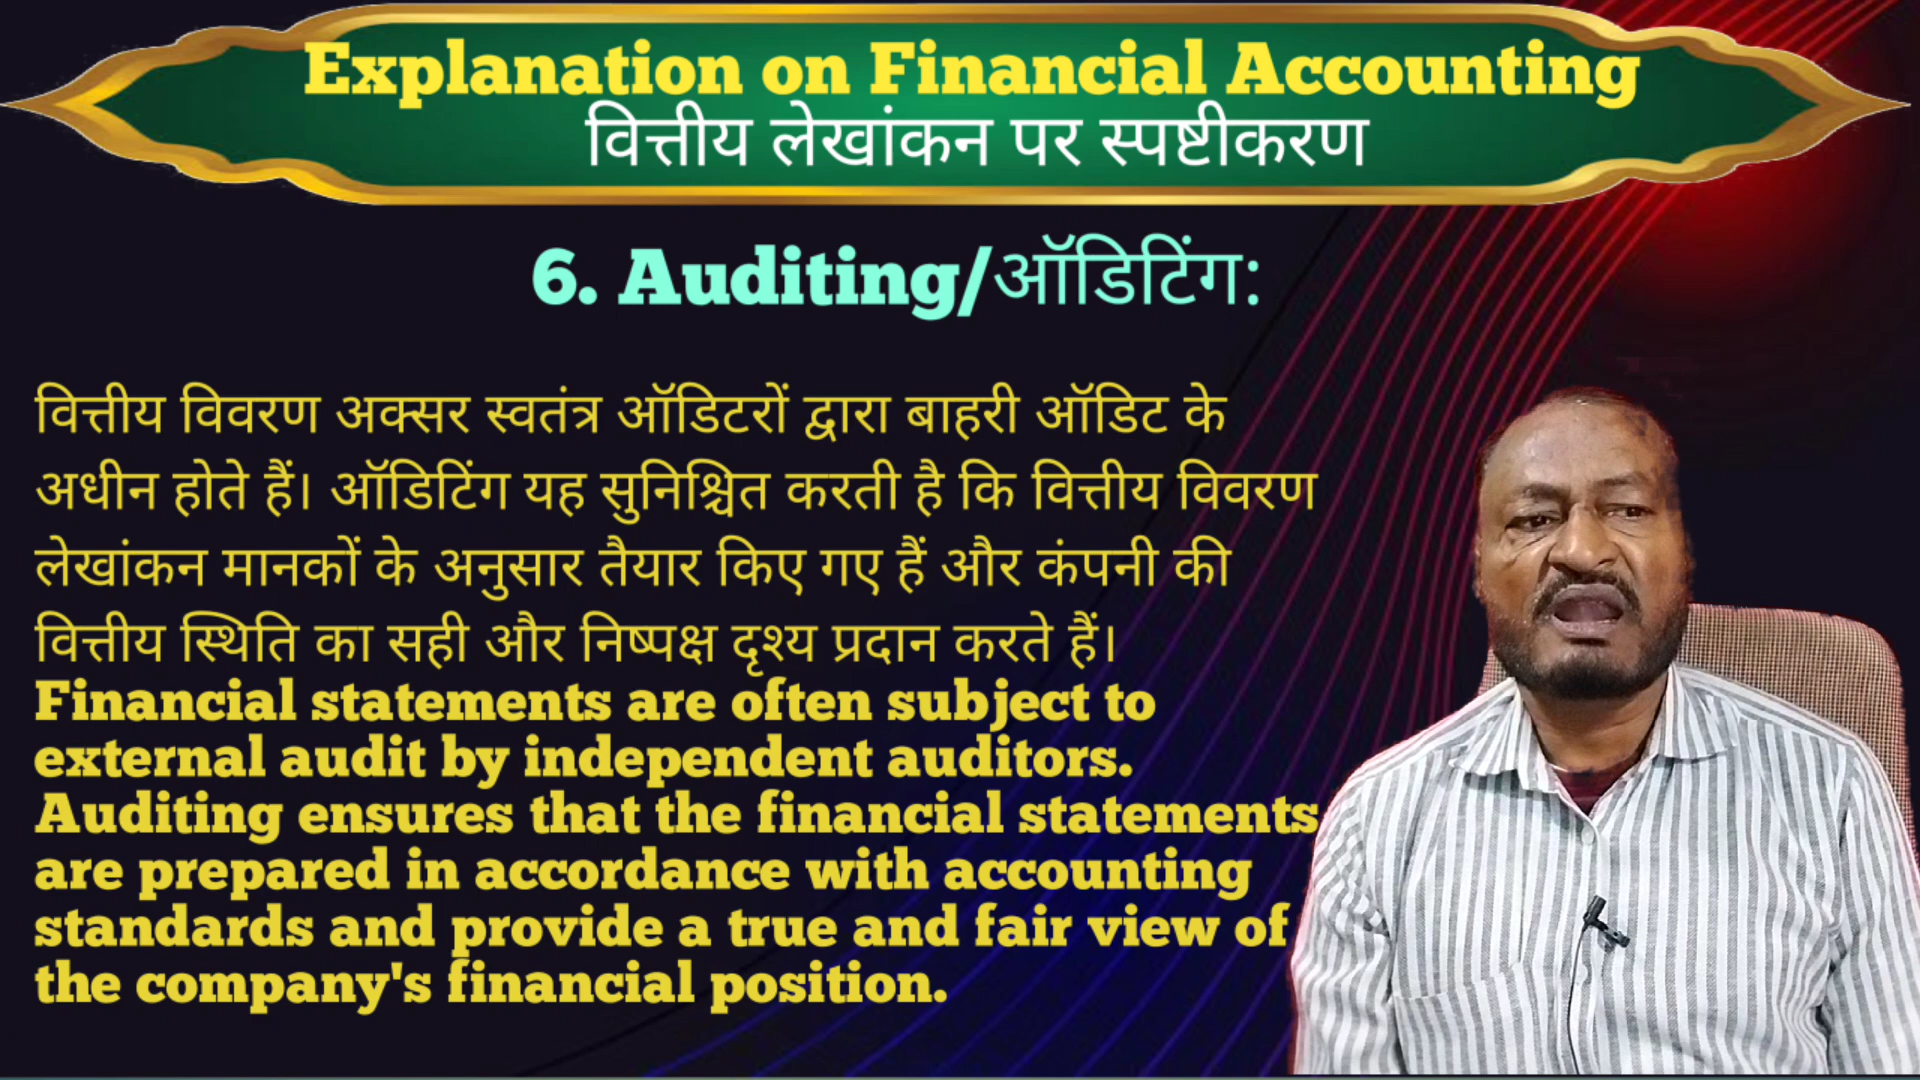 Explanation on Financial Accounting
वित्तीय लेखांकन पर स्पष्टीकरण
6. Auditing/ऑडिटिंग:
वित्तीय विवरण अक्सर स्वतंत्र ऑडिटरों द्वारा बाहरी ऑडिट के
अधीन होते हैं। ऑडिटिंग यह सुनिश्चित करती है कि वित्तीय विवरण
लेखांकन मानकों के अनुसार तैयार किए गए हैं और कंपनी की
वित्तीय स्थिति का सही और निष्पक्ष दृश्य प्रदान करते हैं।
Financial statements are often subject to
external audit by independent auditors.
Auditing ensures that the financial statements
are prepared in accordance with accounting
standards and provide a true and fair view of
the company's financial position.